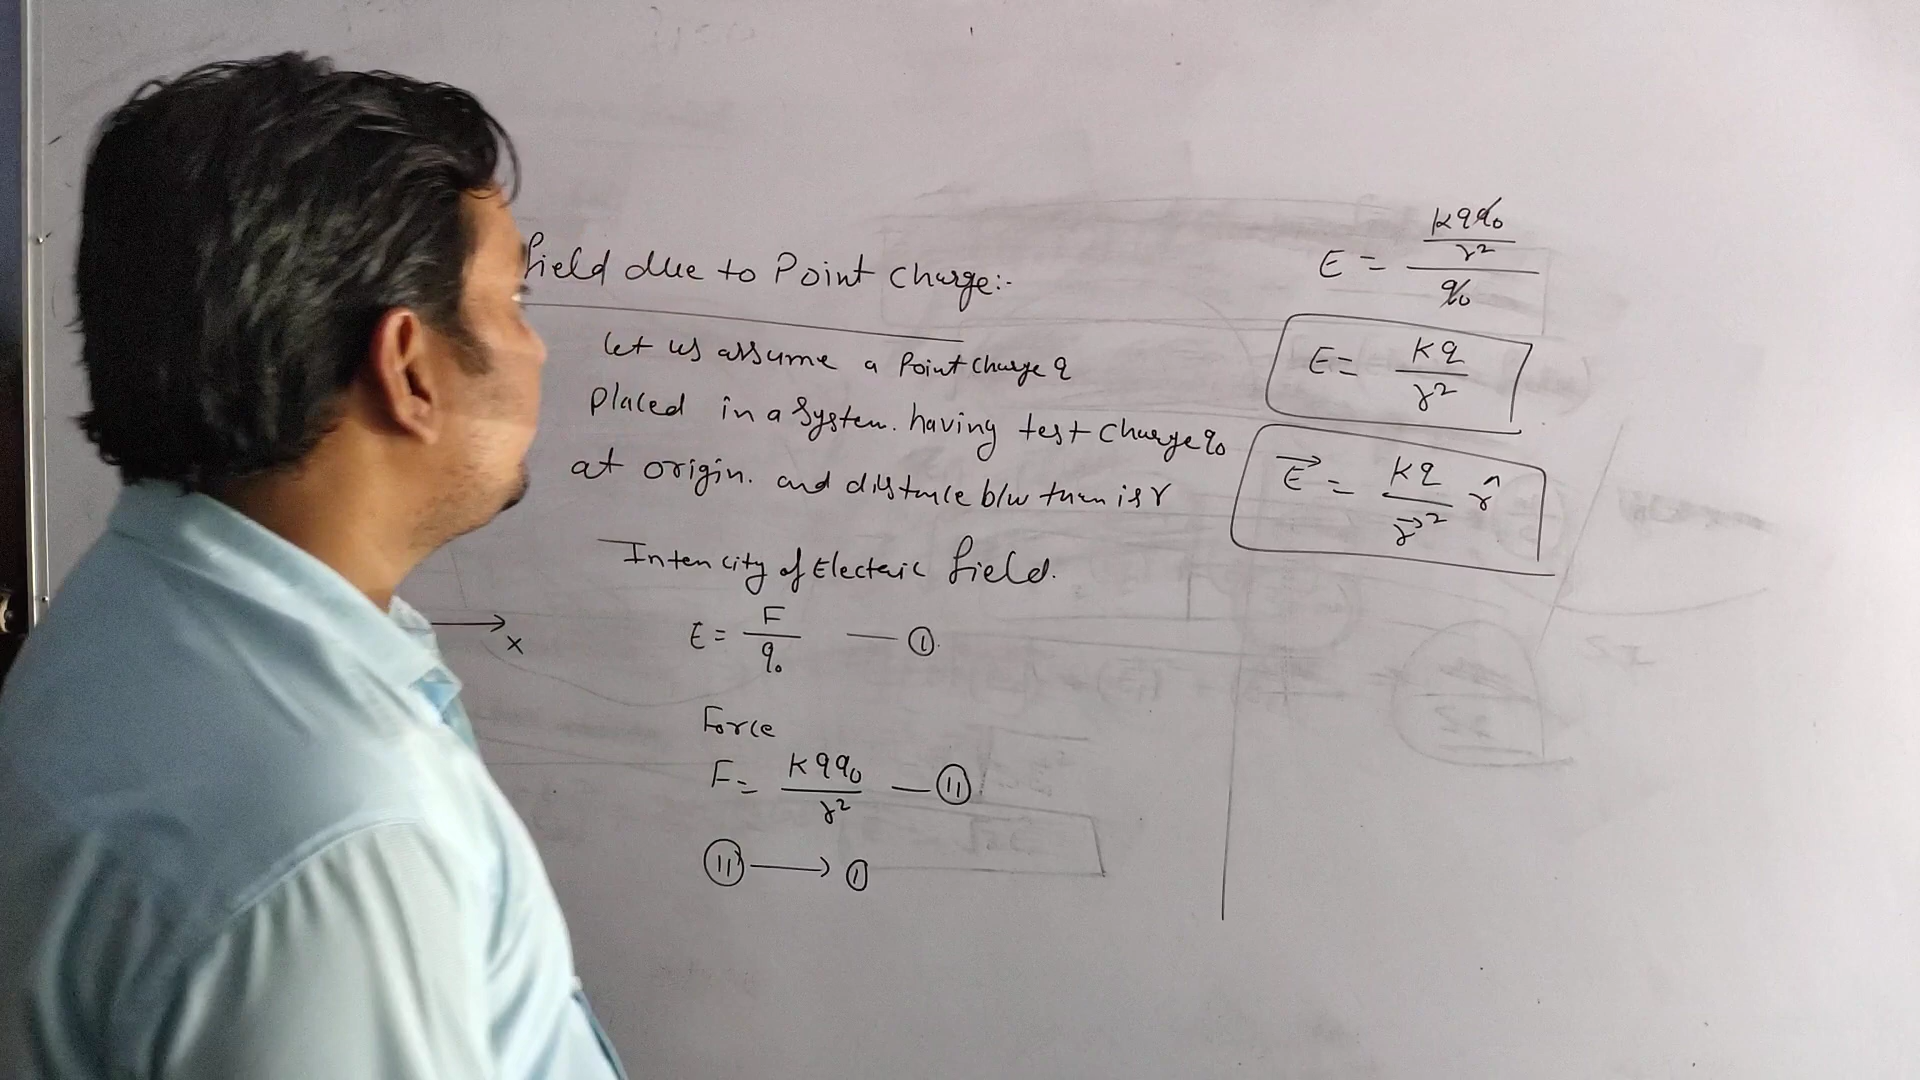 field due to Point Charge:-
let us assume a Point Charge q
Placed in a System. having test Charge q₀
at origin. and distance b/w them is r
Intencity of Electric field.
E = F/q₀ — ①
x
Force
F = Kqq₀/r² — ⑪
⑪ → ①
E = (Kqq₀/r²)/q₀
E = Kq/r²
E⃗ = Kq/r⃗² r̂